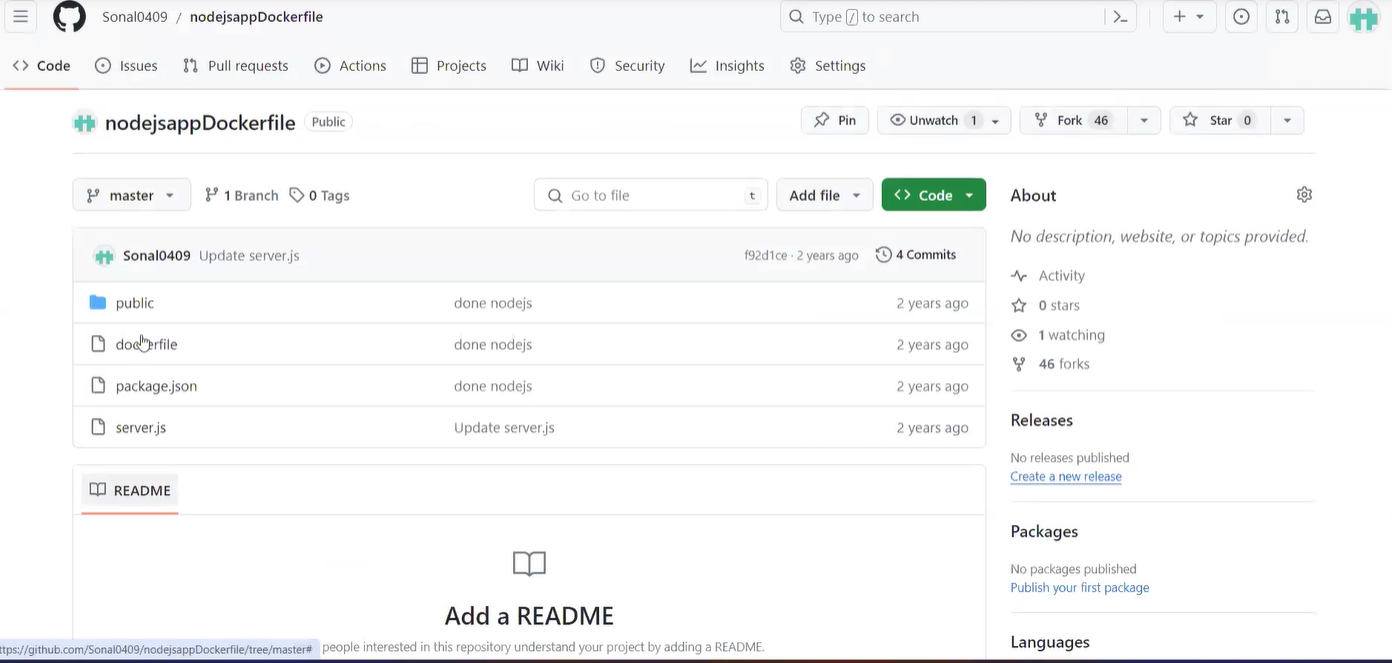 Sonal0409 / nodejsappDockerfile
Type / to search
Code Issues Pull requests Actions Projects Wiki Security Insights Settings
nodejsappDockerfile Public
Pin Unwatch 1 Fork 46 Star 0
master 1 Branch 0 Tags Go to file t Add file Code
Sonal0409 Update server.js f92d1ce · 2 years ago 4 Commits
public done nodejs 2 years ago
dockerfile done nodejs 2 years ago
package.json done nodejs 2 years ago
server.js Update server.js 2 years ago
README
Add a README
people interested in this repository understand your project by adding a README.
ttps://github.com/Sonal0409/nodejsappDockerfile/tree/master#
About
No description, website, or topics provided.
Activity
0 stars
1 watching
46 forks
Releases
No releases published
Create a new release
Packages
No packages published
Publish your first package
Languages